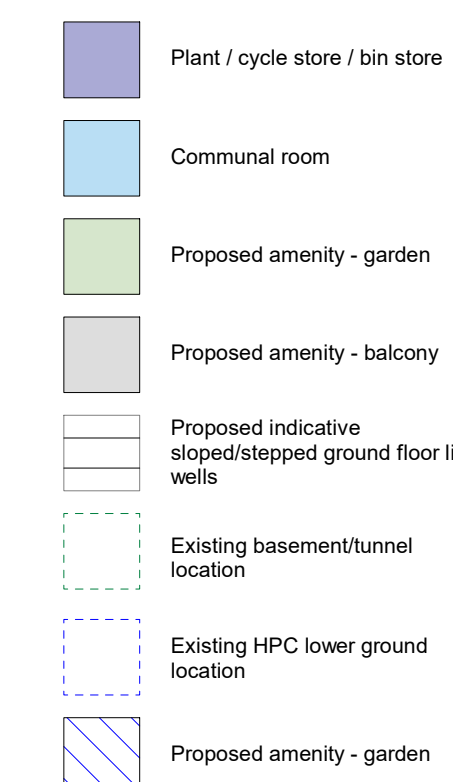 Plant / cycle store / bin store
Communal room
Proposed amenity - garden
Proposed amenity - balcony
Proposed indicative
sloped/stepped ground floor
wells
Existing basement/tunnel
location
Existing HPC lower ground
location
Proposed amenity - garden